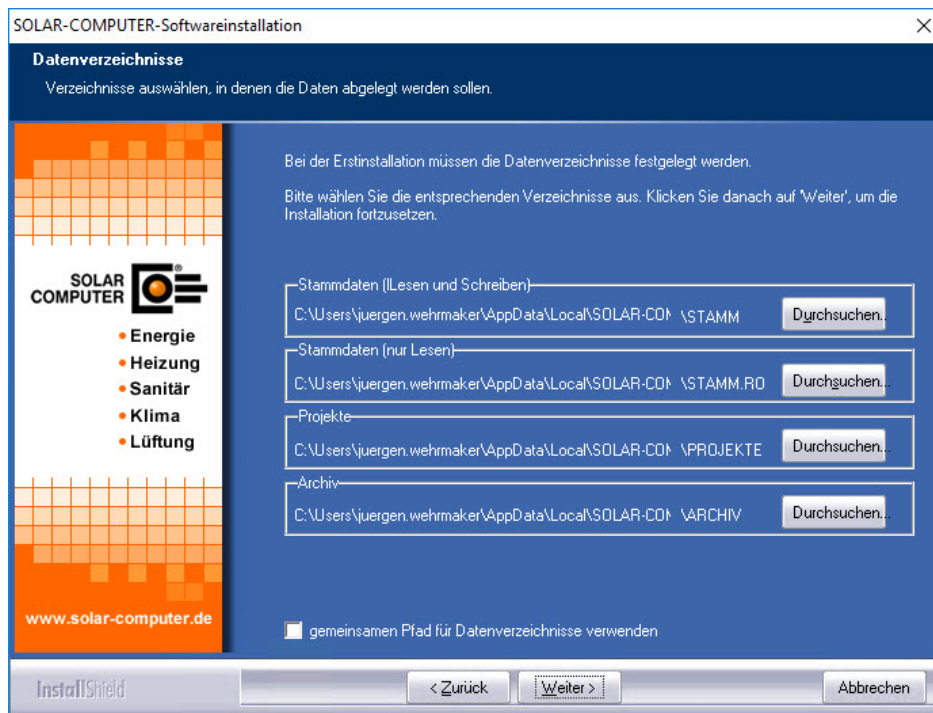 SOLAR-COMPUTER-Softwareinstallation
Datenverzeichnisse
Verzeichnisse auswählen, in denen die Daten abgelegt werden sollen.
Bei der Erstinstallation müssen die Datenverzeichnisse festgelegt werden.
Bitte wählen Sie die entsprechenden Verzeichnisse aus. Klicken Sie danach auf 'Weiter', um die
Installation fortzusetzen.
SOLAR
COMPUTER
®
• Energie
• Heizung
• Sanitär
• Klima
• Lüftung
www.solar-computer.de
Stammdaten (lLesen und Schreiben)
C:\Users\juergen.wehrmaker\AppData\Local\SOLAR-COM \STAMM Durchsuchen...
Stammdaten (nur Lesen)
C:\Users\juergen.wehrmaker\AppData\Local\SOLAR-COM \STAMM.RO Durchsuchen...
Projekte
C:\Users\juergen.wehrmaker\AppData\Local\SOLAR-COM \PROJEKTE Durchsuchen...
Archiv
C:\Users\juergen.wehrmaker\AppData\Local\SOLAR-COM \ARCHIV Durchsuchen...
gemeinsamen Pfad für Datenverzeichnisse verwenden
InstallShield
< Zurück Weiter > Abbrechen